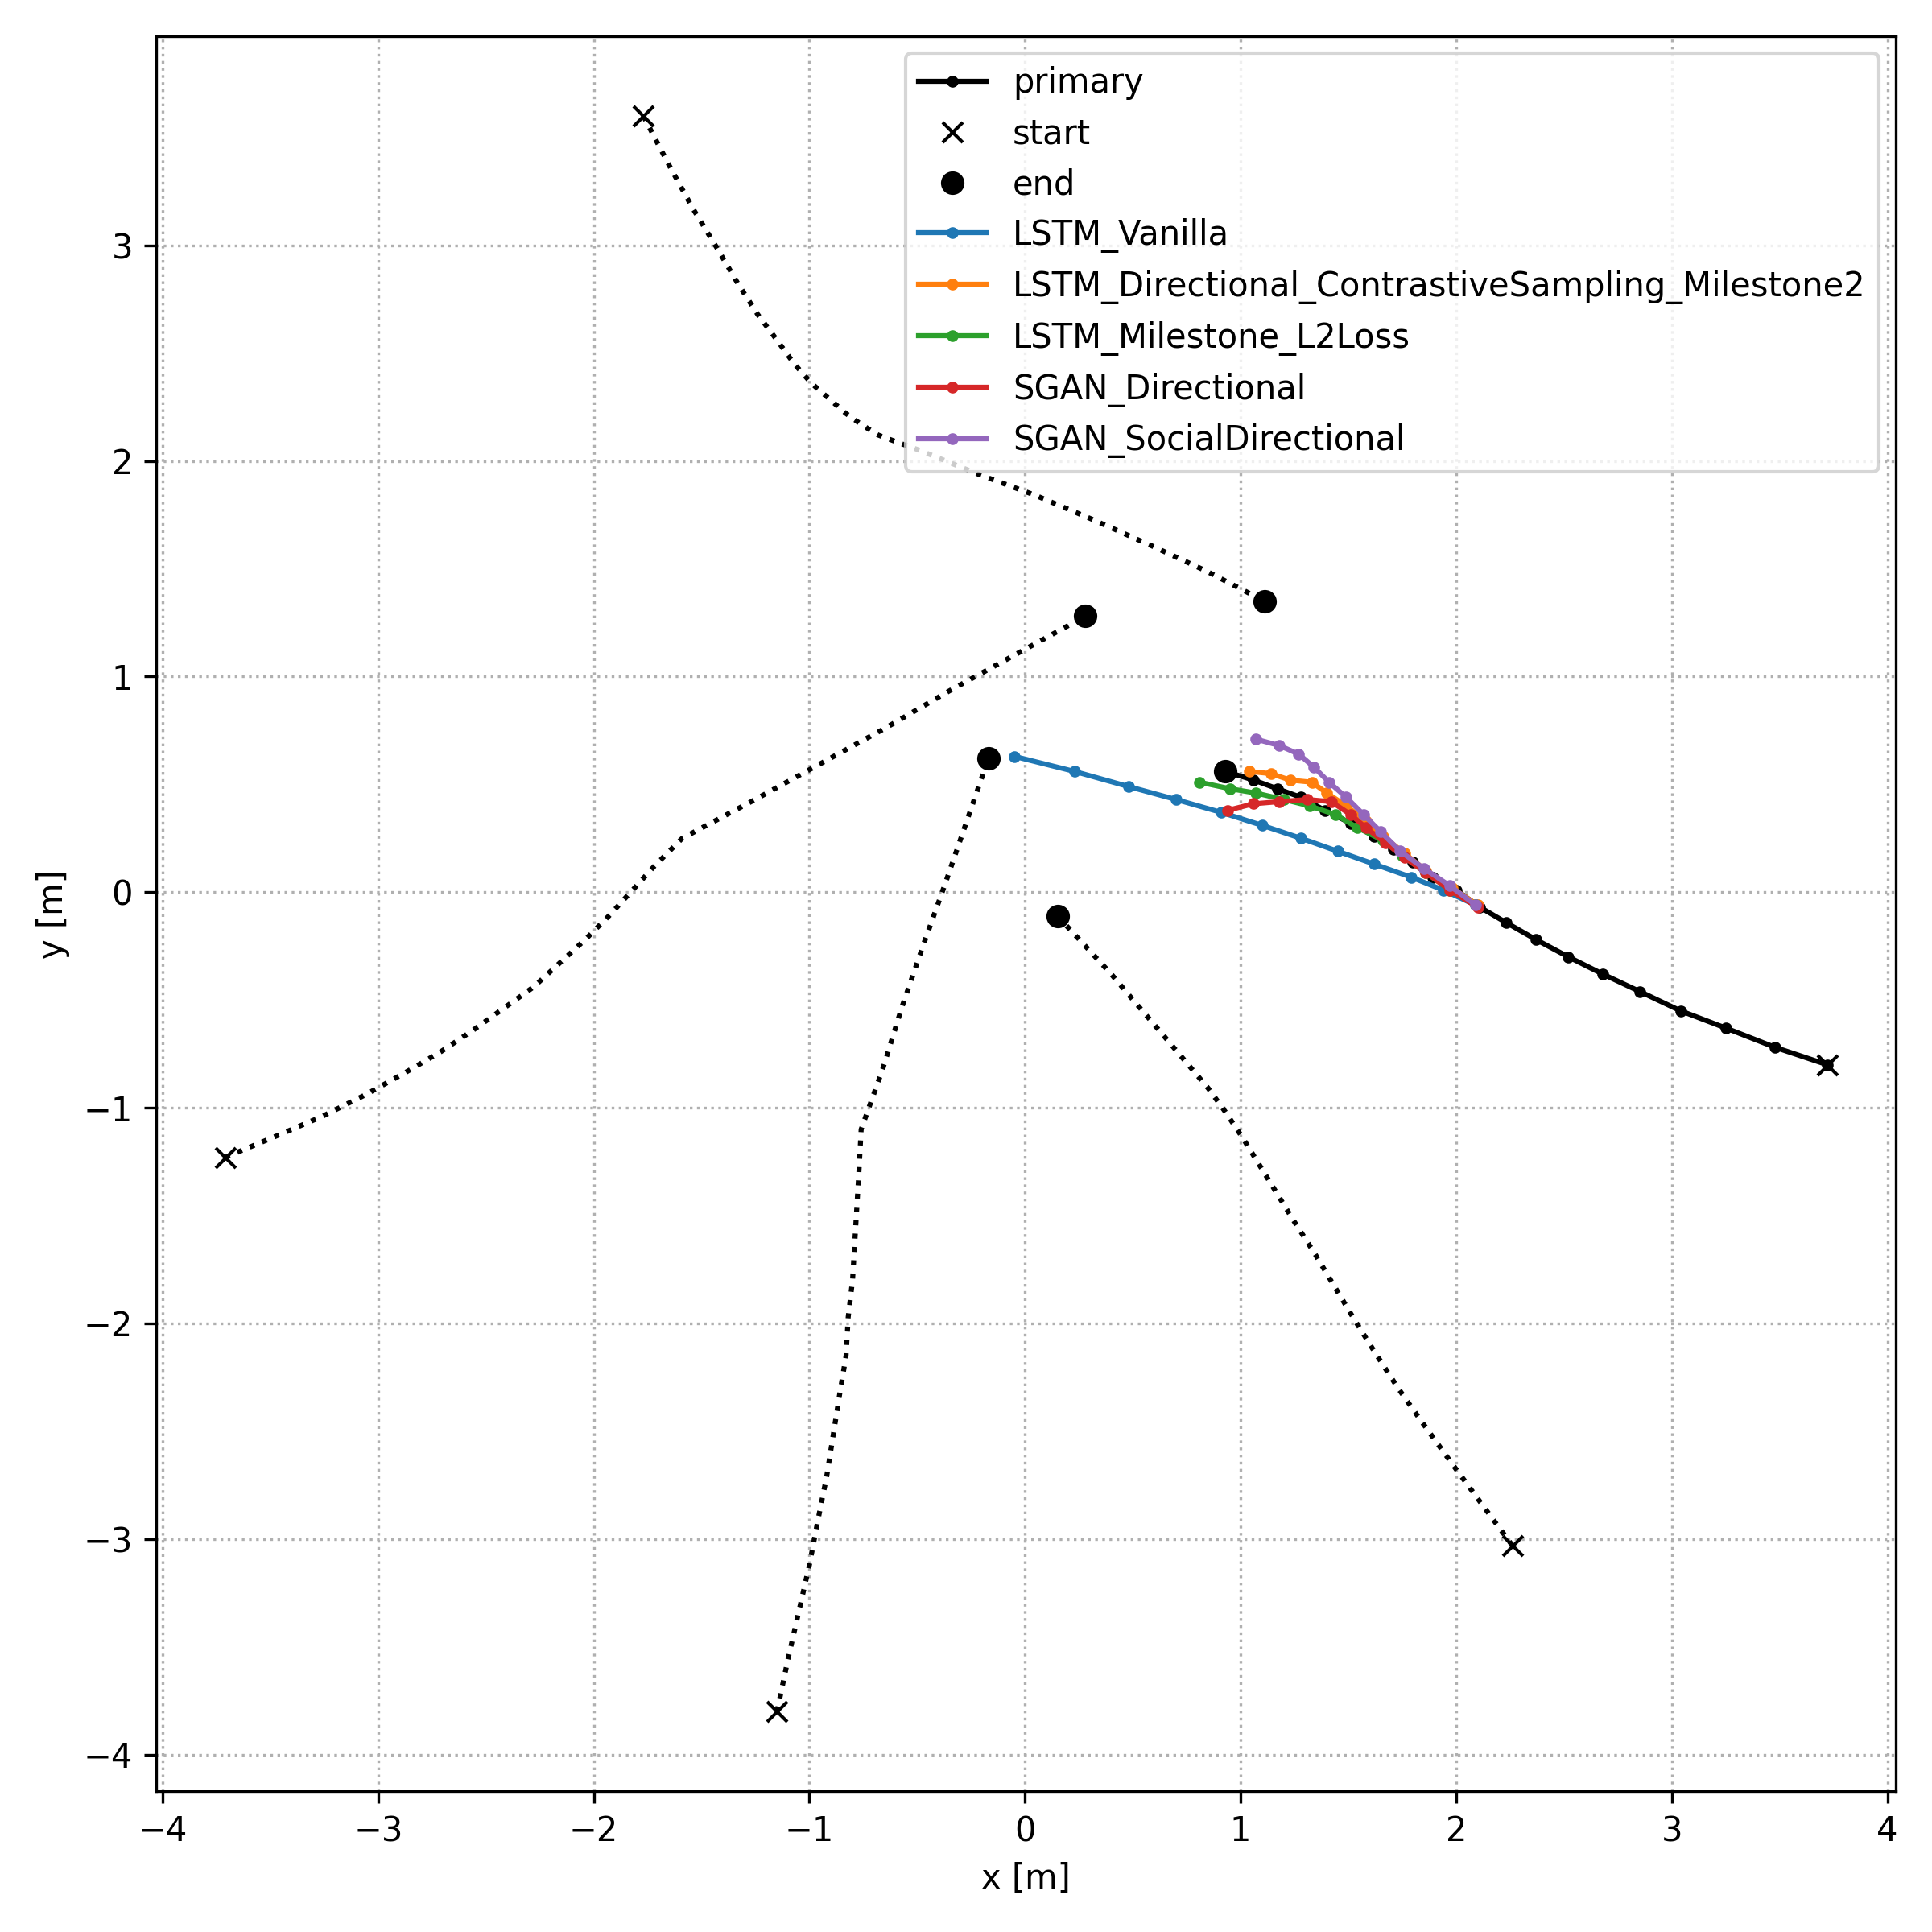 primary
start
end
LSTM_Vanilla
LSTM_Directional_ContrastiveSampling_Milestone2
LSTM_Milestone_L2Loss
SGAN_Directional
SGAN_SocialDirectional
3
2
1
0
−1
−2
−3
−4
y [m]
−4 −3 −2 −1 0 1 2 3 4
x [m]